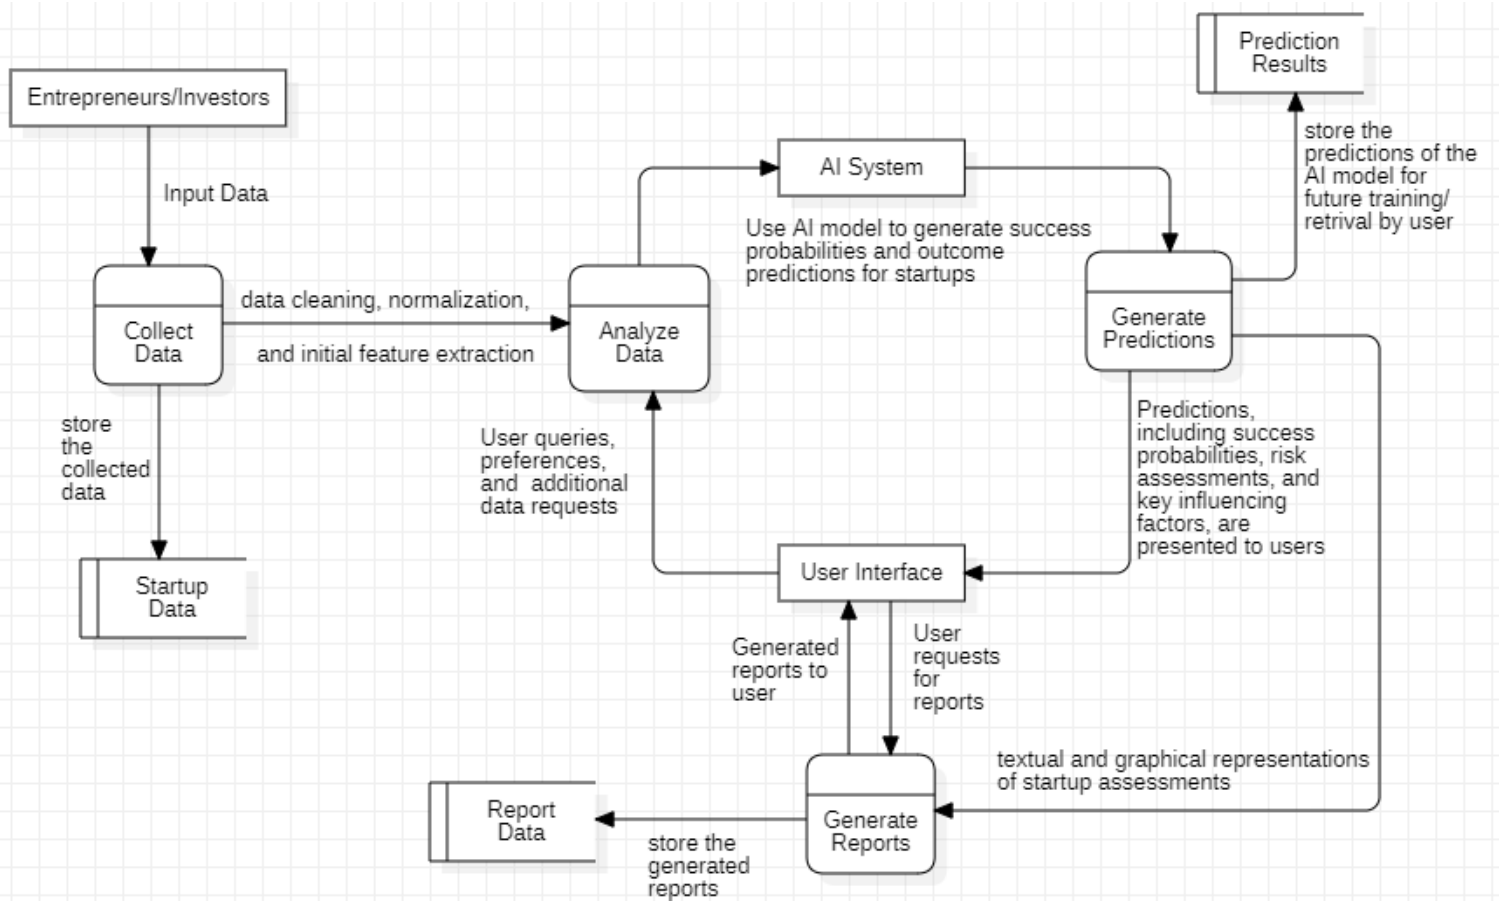 Prediction
Results
Entrepreneurs/Investors
store the
predictions of the
AI model for
future training/
retrival by user
Input Data
AI System
Use AI model to generate success
probabilities and outcome
predictions for startups
data cleaning, normalization,
and initial feature extraction
Collect
Data
Analyze
Data
Generate
Predictions
store
the
collected
data
User queries,
preferences,
and  additional
data requests
Predictions,
including success
probabilities, risk
assessments, and
key influencing
factors, are
presented to users
Startup
Data
User Interface
Generated
reports to
user
User
requests
for
reports
textual and graphical representations
of startup assessments
Report
Data
store the
generated
reports
Generate
Reports